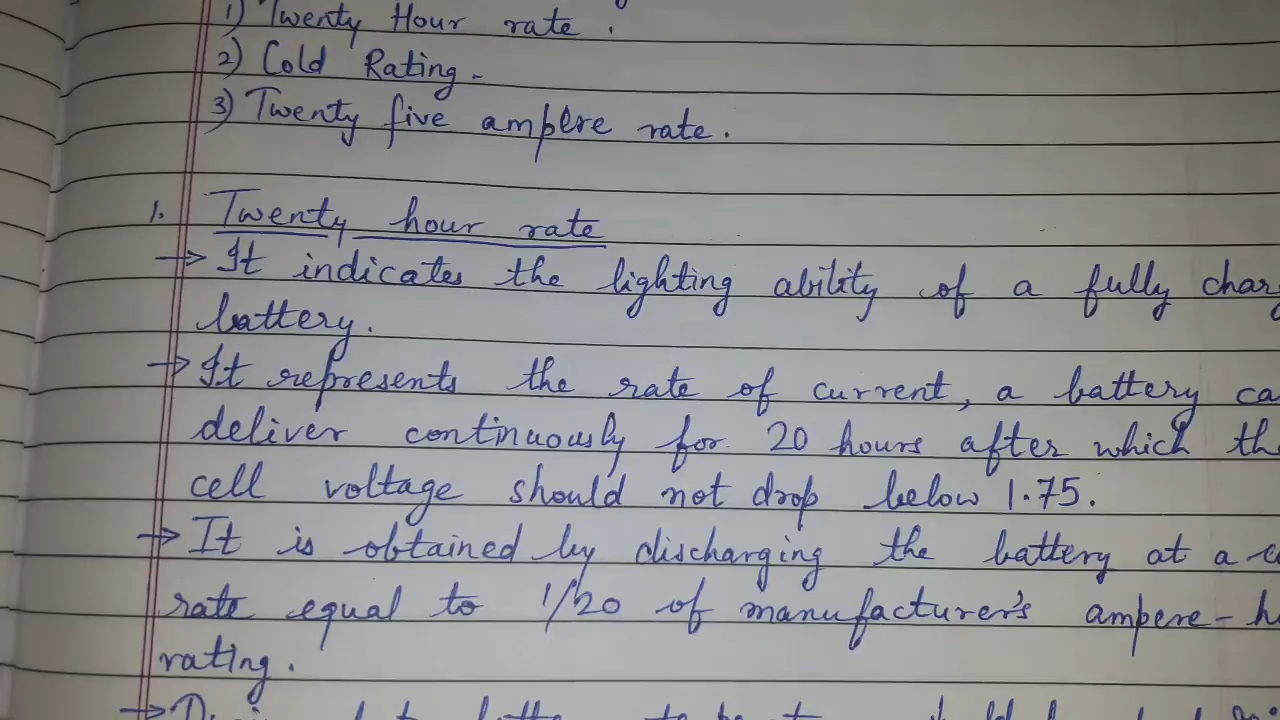 1) Twenty Hour rate.
2) Cold Rating-
3) Twenty five ampere rate.
1. Twenty hour rate
→ It indicates the lighting ability of a fully char
battery.
→ It represents the rate of current, a battery ca
deliver continuously for 20 hours after which th
cell voltage should not drop below 1.75.
→ It is obtained by discharging the battery at a c
rate equal to 1/20 of manufacturer's ampere-h
rating.